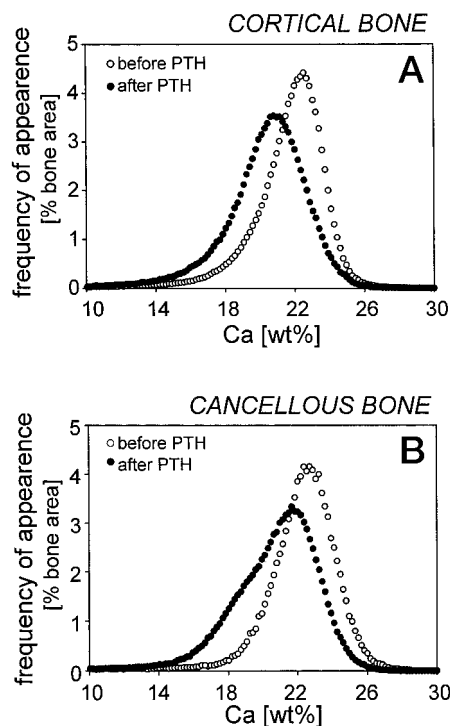 CORTICAL BONE
A
○ before PTH
● after PTH
frequency of appearance
[% bone area]
5
4
3
2
1
0
10 14 18 22 26 30
Ca [wt%]
CANCELLOUS BONE
B
○ before PTH
● after PTH
frequency of appearance
[% bone area]
5
4
3
2
1
0
10 14 18 22 26 30
Ca [wt%]